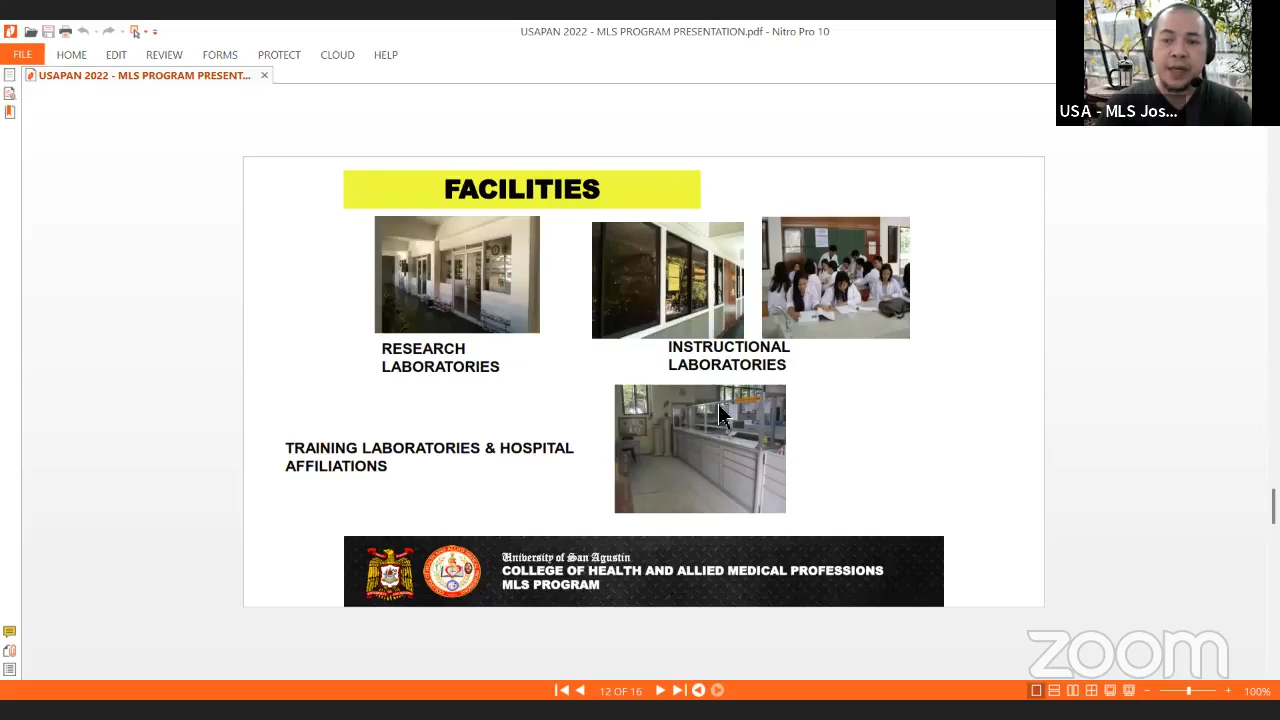 USAPAN 2022 - MLS PROGRAM PRESENTATION.pdf - Nitro Pro 10
FILE HOME EDIT REVIEW FORMS PROTECT CLOUD HELP
USAPAN 2022 - MLS PROGRAM PRESENT...
USA - MLS Jos...
FACILITIES
RESEARCH
LABORATORIES
INSTRUCTIONAL
LABORATORIES
TRAINING LABORATORIES & HOSPITAL
AFFILIATIONS
University of San Agustin
COLLEGE OF HEALTH AND ALLIED MEDICAL PROFESSIONS
MLS PROGRAM
zoom
12 OF 16
100%